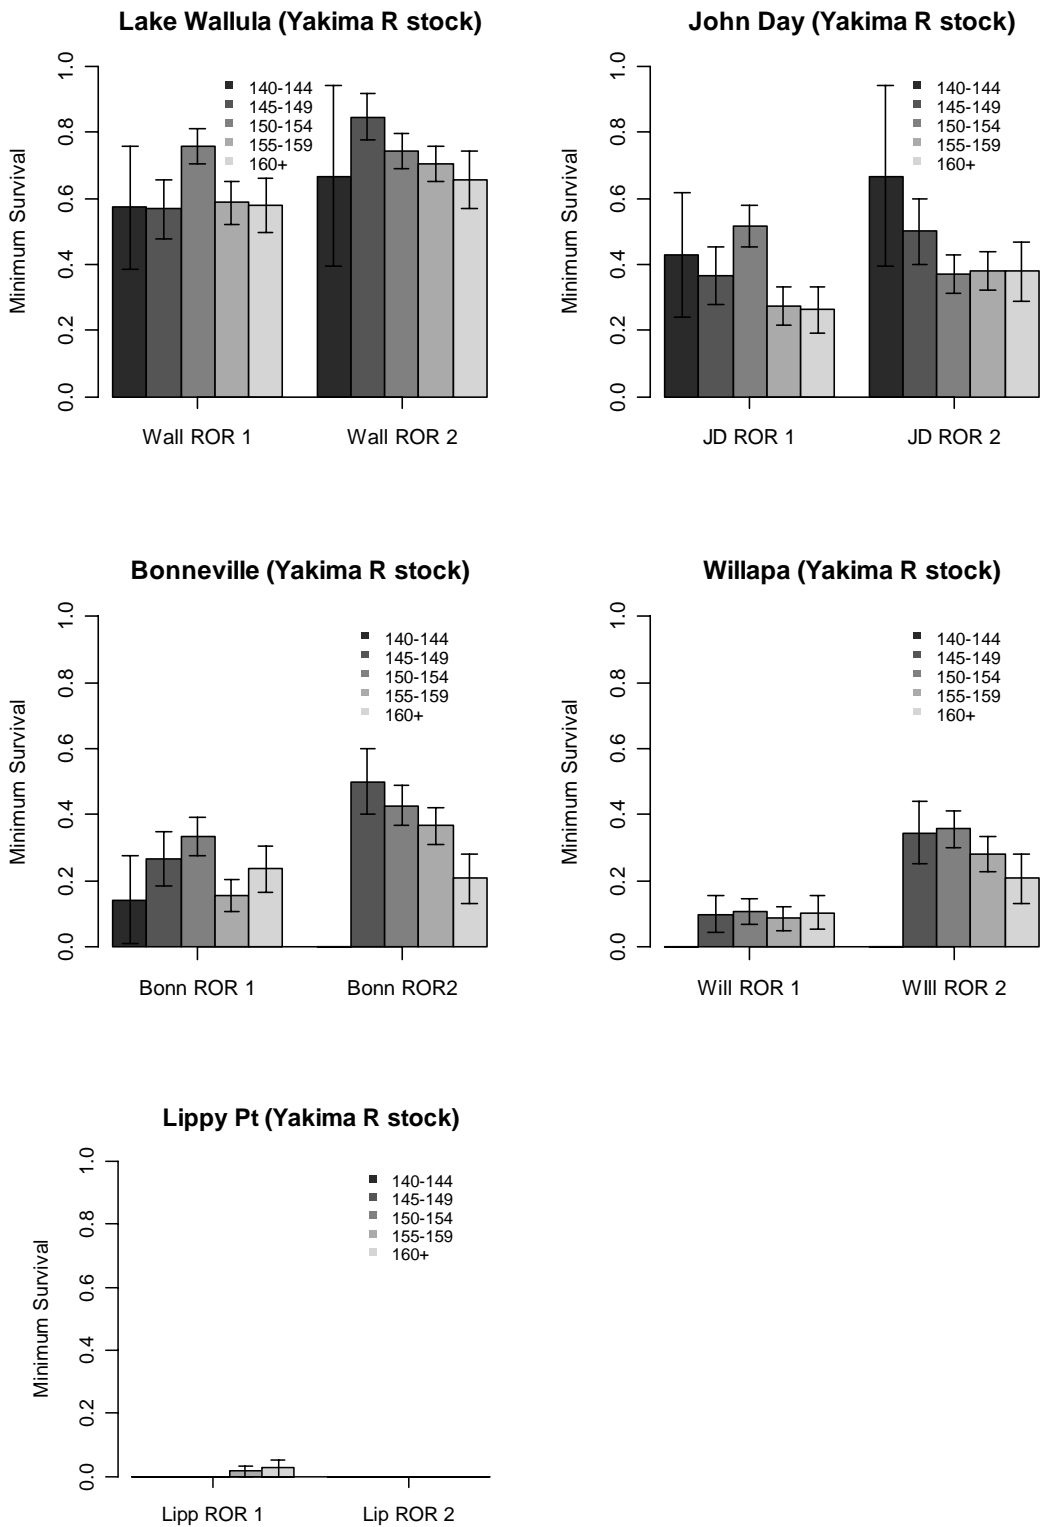 Lake Wallula (Yakima R stock)
Minimum Survival
0.0 0.2 0.4 0.6 0.8 1.0
140-144
145-149
150-154
155-159
160+
Wall ROR 1 Wall ROR 2
John Day (Yakima R stock)
Minimum Survival
0.0 0.2 0.4 0.6 0.8 1.0
140-144
145-149
150-154
155-159
160+
JD ROR 1 JD ROR 2
Bonneville (Yakima R stock)
Minimum Survival
0.0 0.2 0.4 0.6 0.8 1.0
140-144
145-149
150-154
155-159
160+
Bonn ROR 1 Bonn ROR2
Willapa (Yakima R stock)
Minimum Survival
0.0 0.2 0.4 0.6 0.8 1.0
140-144
145-149
150-154
155-159
160+
Will ROR 1 WIll ROR 2
Lippy Pt (Yakima R stock)
Minimum Survival
0.0 0.2 0.4 0.6 0.8 1.0
140-144
145-149
150-154
155-159
160+
Lipp ROR 1 Lip ROR 2